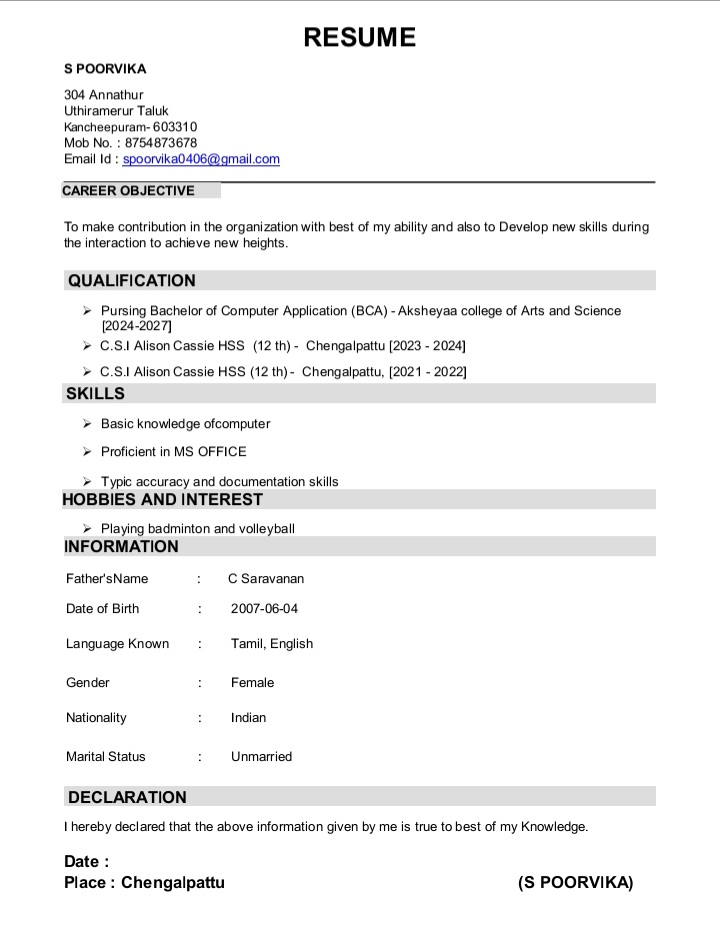 RESUME
S POORVIKA
304 Annathur
Uthiramerur Taluk
Kancheepuram- 603310
Mob No. : 8754873678
Email Id : spoorvika0406@gmail.com
CAREER OBJECTIVE
To make contribution in the organization with best of my ability and also to Develop new skills during
the interaction to achieve new heights.
QUALIFICATION
➢ Pursing Bachelor of Computer Application (BCA) - Aksheyaa college of Arts and Science
[2024-2027]
➢ C.S.I Alison Cassie HSS (12 th) - Chengalpattu [2023 - 2024]
➢ C.S.I Alison Cassie HSS (12 th) - Chengalpattu, [2021 - 2022]
SKILLS
➢ Basic knowledge ofcomputer
➢ Proficient in MS OFFICE
➢ Typic accuracy and documentation skills
HOBBIES AND INTEREST
➢ Playing badminton and volleyball
INFORMATION
Father'sName : C Saravanan
Date of Birth : 2007-06-04
Language Known : Tamil, English
Gender : Female
Nationality : Indian
Marital Status : Unmarried
DECLARATION
I hereby declared that the above information given by me is true to best of my Knowledge.
Date :
Place : Chengalpattu (S POORVIKA)